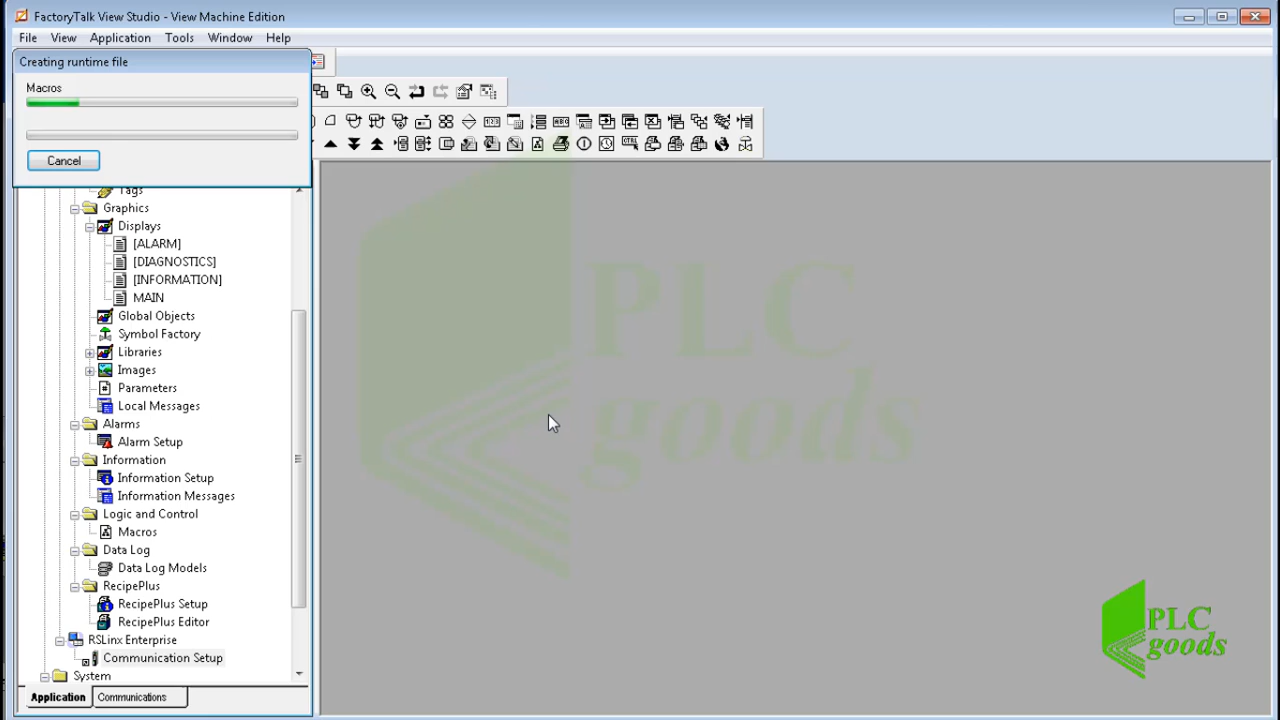 FactoryTalk View Studio - View Machine Edition
File View Application Tools Window Help
Creating runtime file
Macros
Cancel
Tags
Graphics
Displays
[ALARM]
[DIAGNOSTICS]
[INFORMATION]
MAIN
Global Objects
Symbol Factory
Libraries
Images
Parameters
Local Messages
Alarms
Alarm Setup
Information
Information Setup
Information Messages
Logic and Control
Macros
Data Log
Data Log Models
RecipePlus
RecipePlus Setup
RecipePlus Editor
RSLinx Enterprise
Communication Setup
System
Application Communications
PLC
goods
PLC
goods